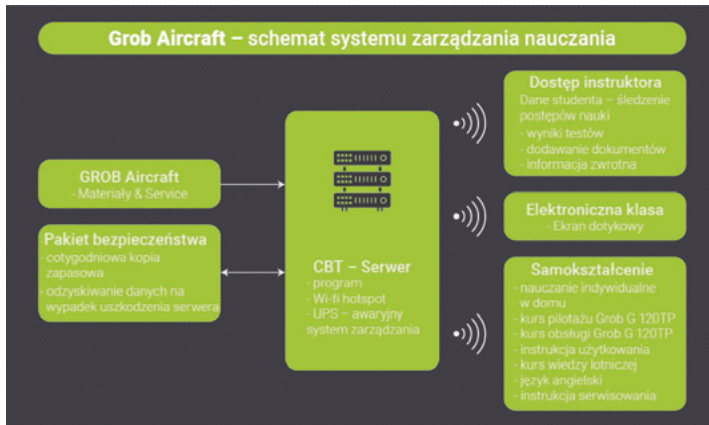 Grob Aircraft – schemat systemu zarządzania nauczania
GROB Aircraft
- Materiały & Service
Pakiet bezpieczeństwa
- cotygodniowa kopia
zapasowa
- odzyskiwanie danych na
wypadek uszkodzenia serwera
CBT – Serwer
- program
- Wi-fi hotspot
- UPS – awaryjny
system zarządzania
Dostęp instruktora
Dane studenta – śledzenie
postępów nauki
- wyniki testów
- dodawanie dokumentów
- informacja zwrotna
Elektroniczna klasa
- Ekran dotykowy
Samokształcenie
- nauczanie indywidualne
w domu
- kurs pilotażu Grob G 120TP
- kurs obsługi Grob G 120TP
- instrukcja użytkowania
- kurs wiedzy lotniczej
- język angielski
- instrukcja serwisowania